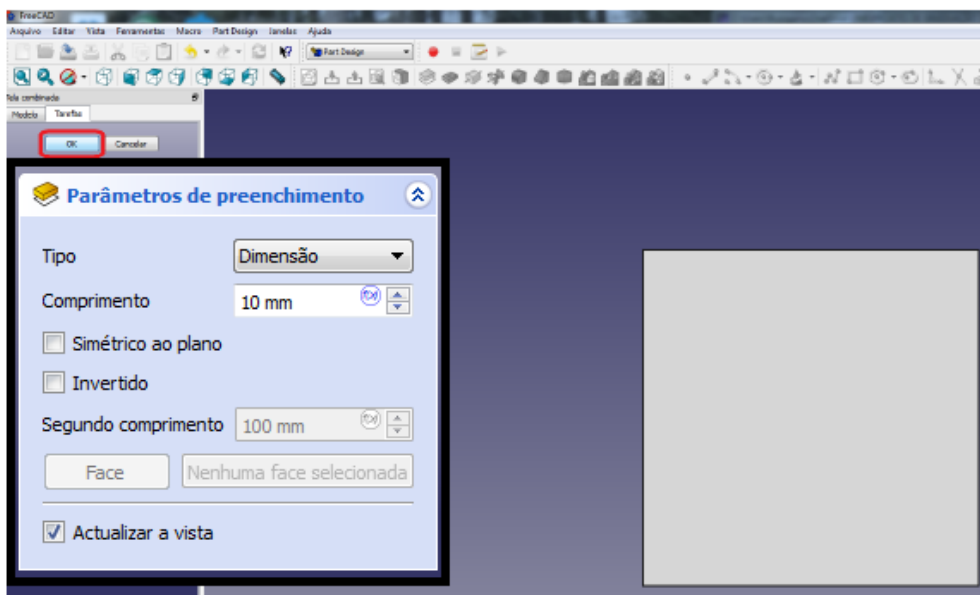 FreeCAD
Arquivo Editar Vista Ferramentas Macro Part Design Janelas Ajuda
Part Design
Tela combinada
Modelo Tarefas
OK Cancelar
Parâmetros de preenchimento
Tipo Dimensão
Comprimento 10 mm
Simétrico ao plano
Invertido
Segundo comprimento 100 mm
Face Nenhuma face selecionada
Actualizar a vista